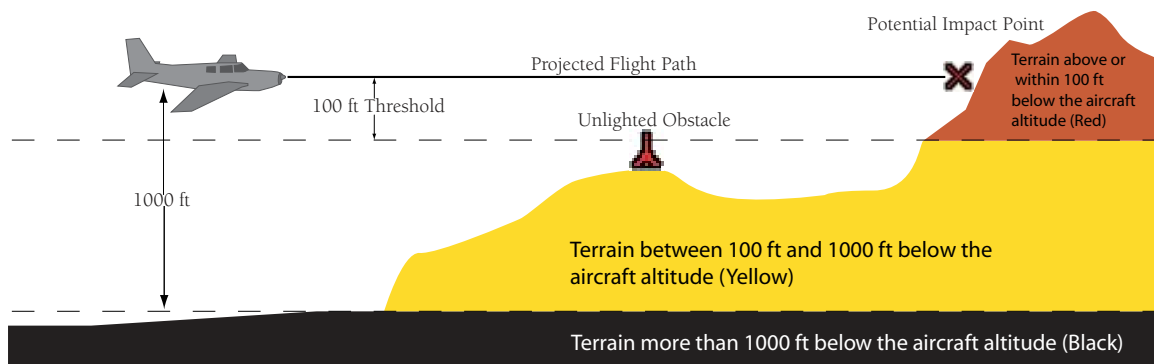 Potential Impact Point
Projected Flight Path
Terrain above or
within 100 ft
below the aircraft
altitude (Red)
100 ft Threshold
Unlighted Obstacle
1000 ft
Terrain between 100 ft and 1000 ft below the
aircraft altitude (Yellow)
Terrain more than 1000 ft below the aircraft altitude (Black)